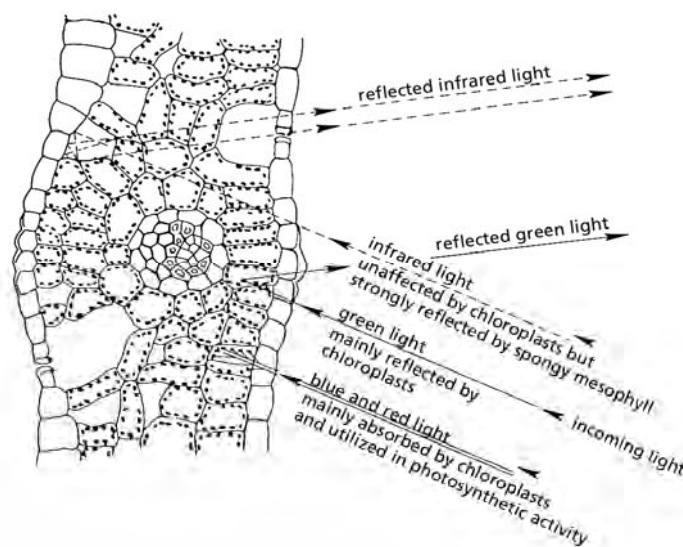 reflected infrared light
reflected green light
infrared light
unaffected by chloroplasts but
strongly reflected by spongy mesophyll
green light
mainly reflected by
chloroplasts
incoming light
blue and red light
mainly absorbed by chloroplasts
and utilized in photosynthetic activity